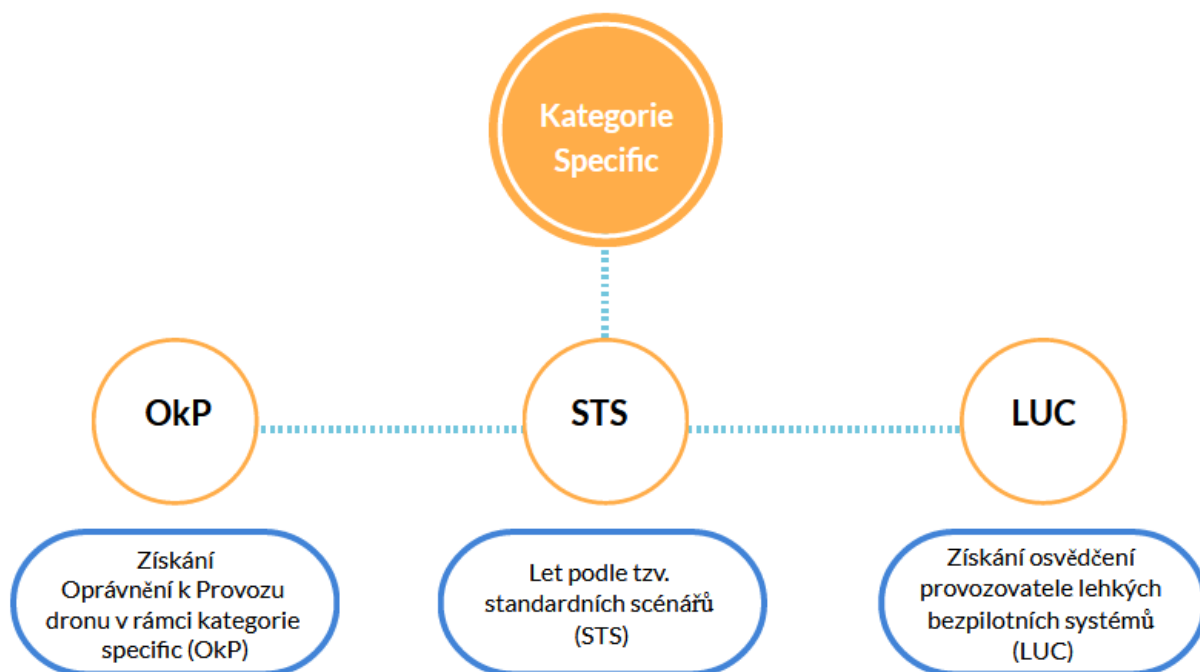 Kategorie
Specific
OkP
STS
LUC
Získání
Oprávnění k Provozu
dronu v rámci kategorie
specific (OkP)
Let podle tzv.
standardních scénářů
(STS)
Získání osvědčení
provozovatele lehkých
bezpilotních systémů
(LUC)